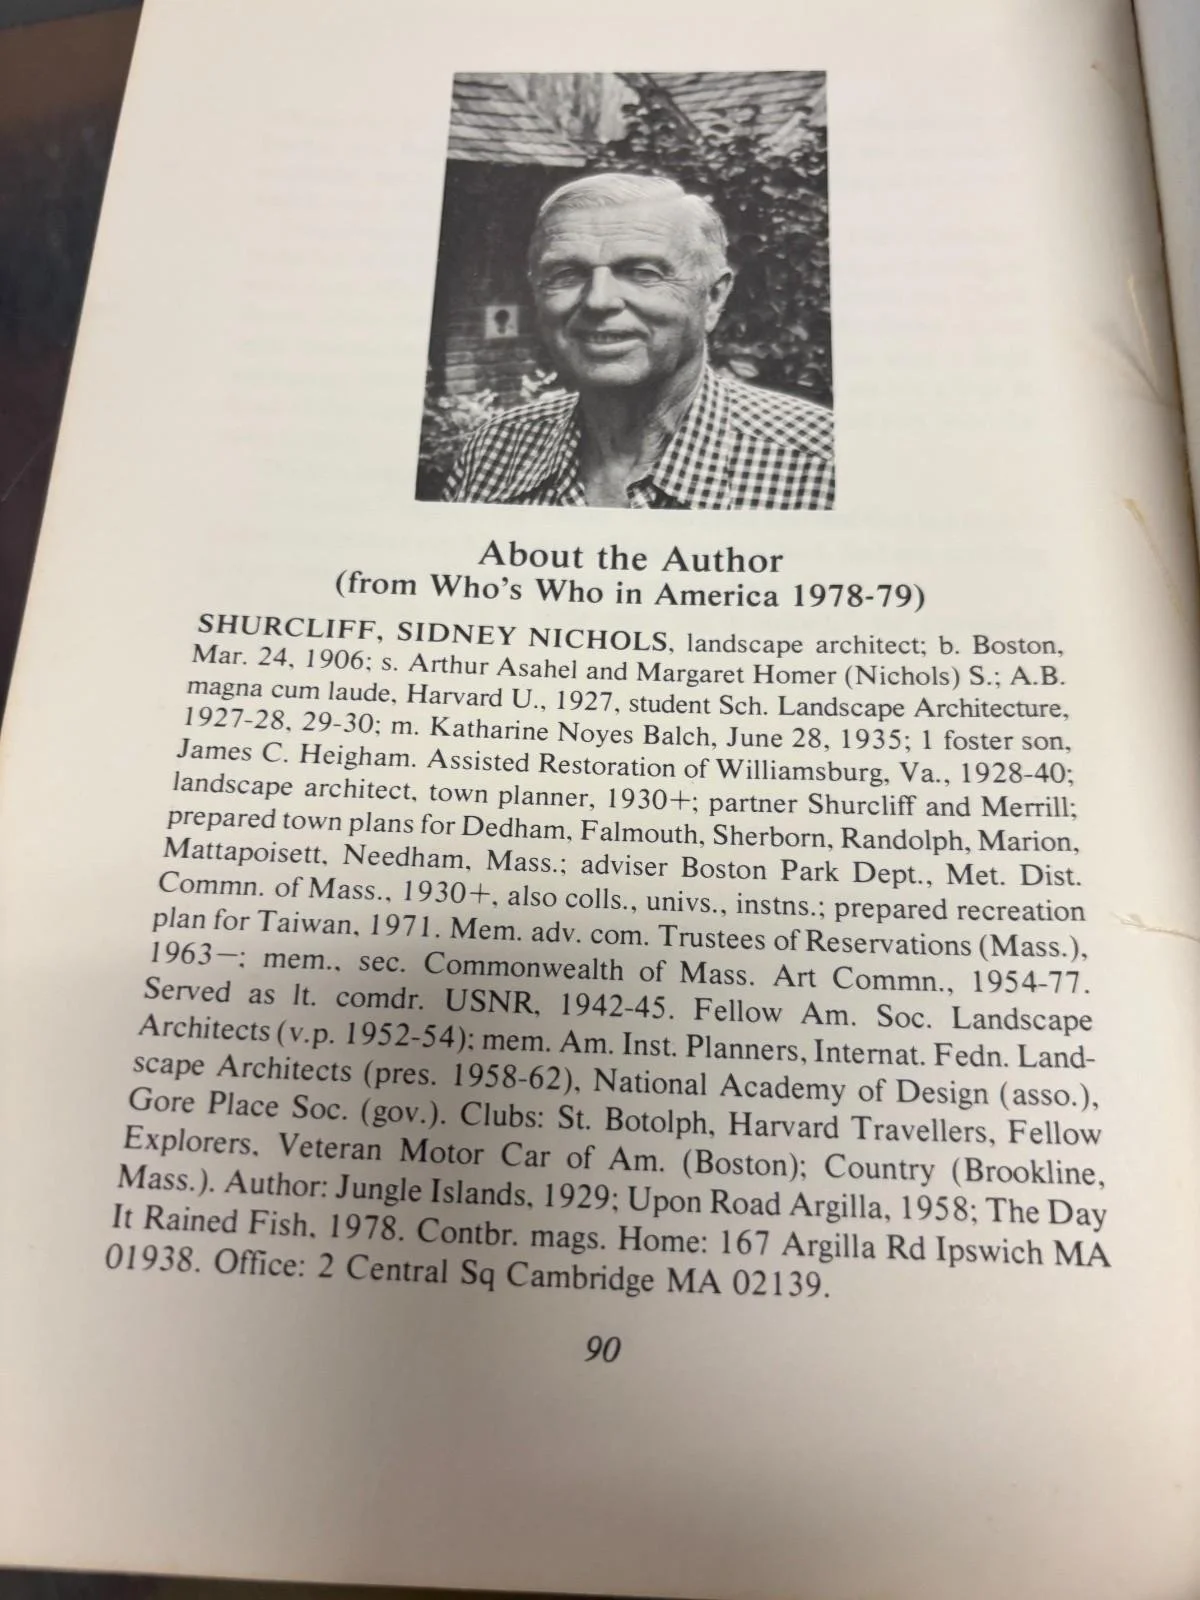 About the Author
(from Who's Who in America 1978-79)
SHURCLIFF, SIDNEY NICHOLS, landscape architect; b. Boston,
Mar. 24, 1906; s. Arthur Asahel and Margaret Homer (Nichols) S.; A.B.
magna cum laude, Harvard U., 1927, student Sch. Landscape Architecture,
1927-28, 29-30; m. Katharine Noyes Balch, June 28, 1935; 1 foster son,
James C. Heigham. Assisted Restoration of Williamsburg, Va., 1928-40;
landscape architect, town planner, 1930+; partner Shurcliff and Merrill;
prepared town plans for Dedham, Falmouth, Sherborn, Randolph, Marion,
Mattapoisett, Needham, Mass.; adviser Boston Park Dept., Met. Dist.
Commn. of Mass., 1930+, also colls., univs., instns.; prepared recreation
plan for Taiwan, 1971. Mem. adv. com. Trustees of Reservations (Mass.),
1963—; mem., sec. Commonwealth of Mass. Art Commn., 1954-77.
Served as lt. comdr. USNR, 1942-45. Fellow Am. Soc. Landscape
Architects (v.p. 1952-54); mem. Am. Inst. Planners, Internat. Fedn. Land-
scape Architects (pres. 1958-62), National Academy of Design (asso.),
Gore Place Soc. (gov.). Clubs: St. Botolph, Harvard Travellers, Fellow
Explorers, Veteran Motor Car of Am. (Boston); Country (Brookline,
Mass.). Author: Jungle Islands, 1929; Upon Road Argilla, 1958; The Day
It Rained Fish, 1978. Contbr. mags. Home: 167 Argilla Rd Ipswich MA
01938. Office: 2 Central Sq Cambridge MA 02139.
90